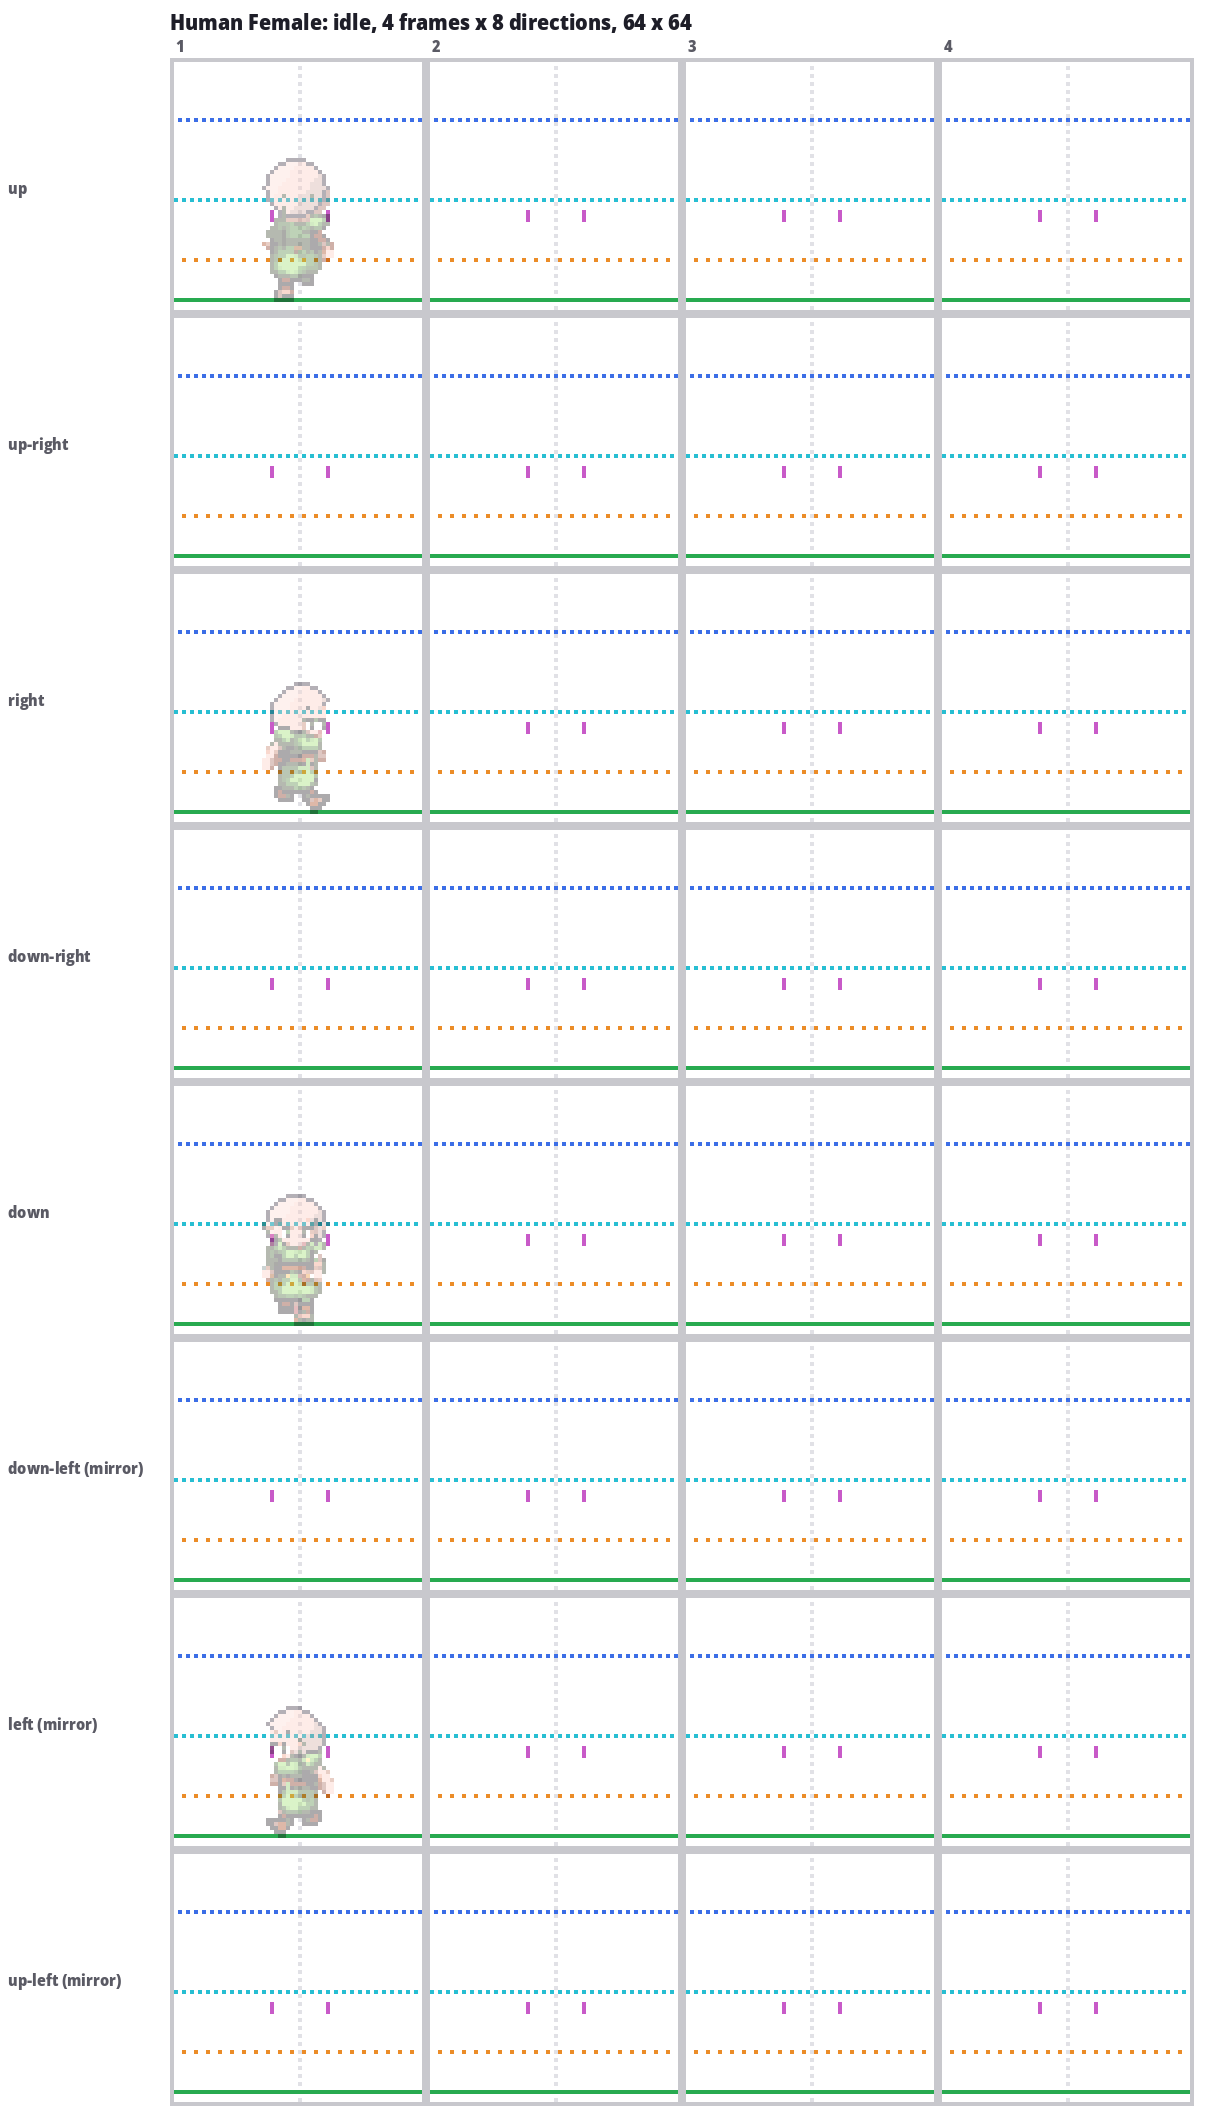 Human Female: idle, 4 frames x 8 directions, 64 x 64
1 2 3 4
up
up-right
right
down-right
down
down-left (mirror)
left (mirror)
up-left (mirror)